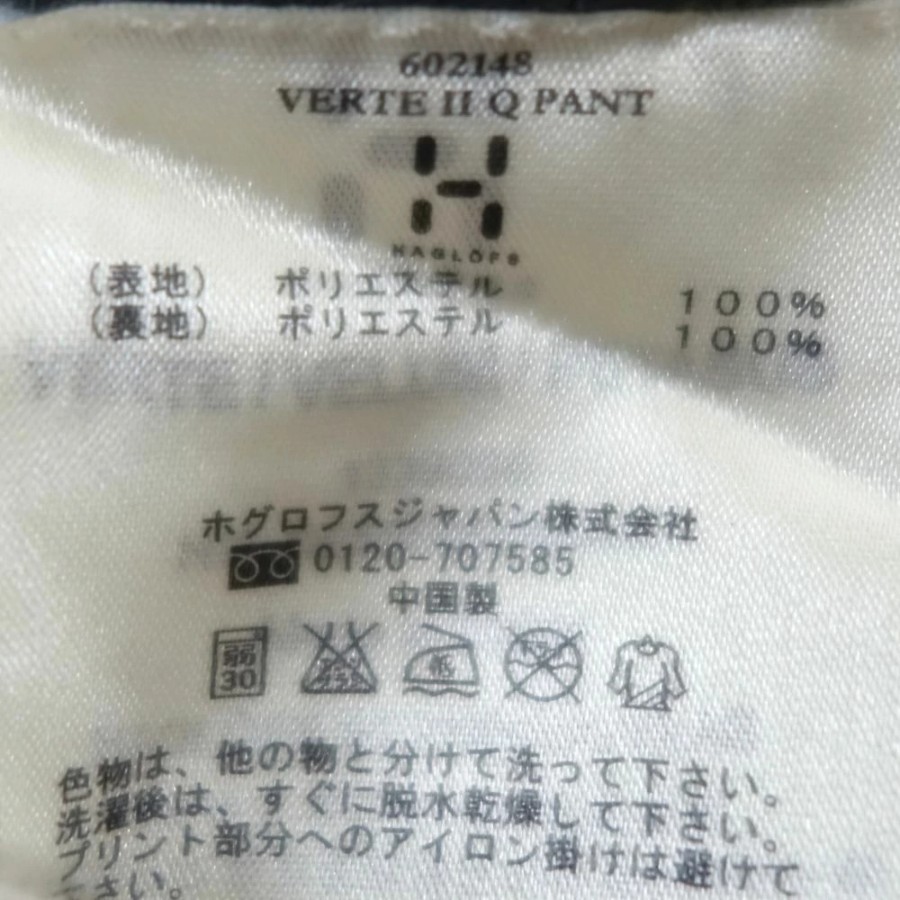 602148
VERTE II Q PANT
HAGLÖFS
(表地) ポリエステル 100%
(裏地) ポリエステル 100%
ホグロフスジャパン株式会社
0120-707585
中国製
弱
30
低
色物は、他の物と分けて洗って下さい。
洗濯後は、すぐに脱水乾燥して下さい。
プリント部分へのアイロン掛けは避けて
ださい。